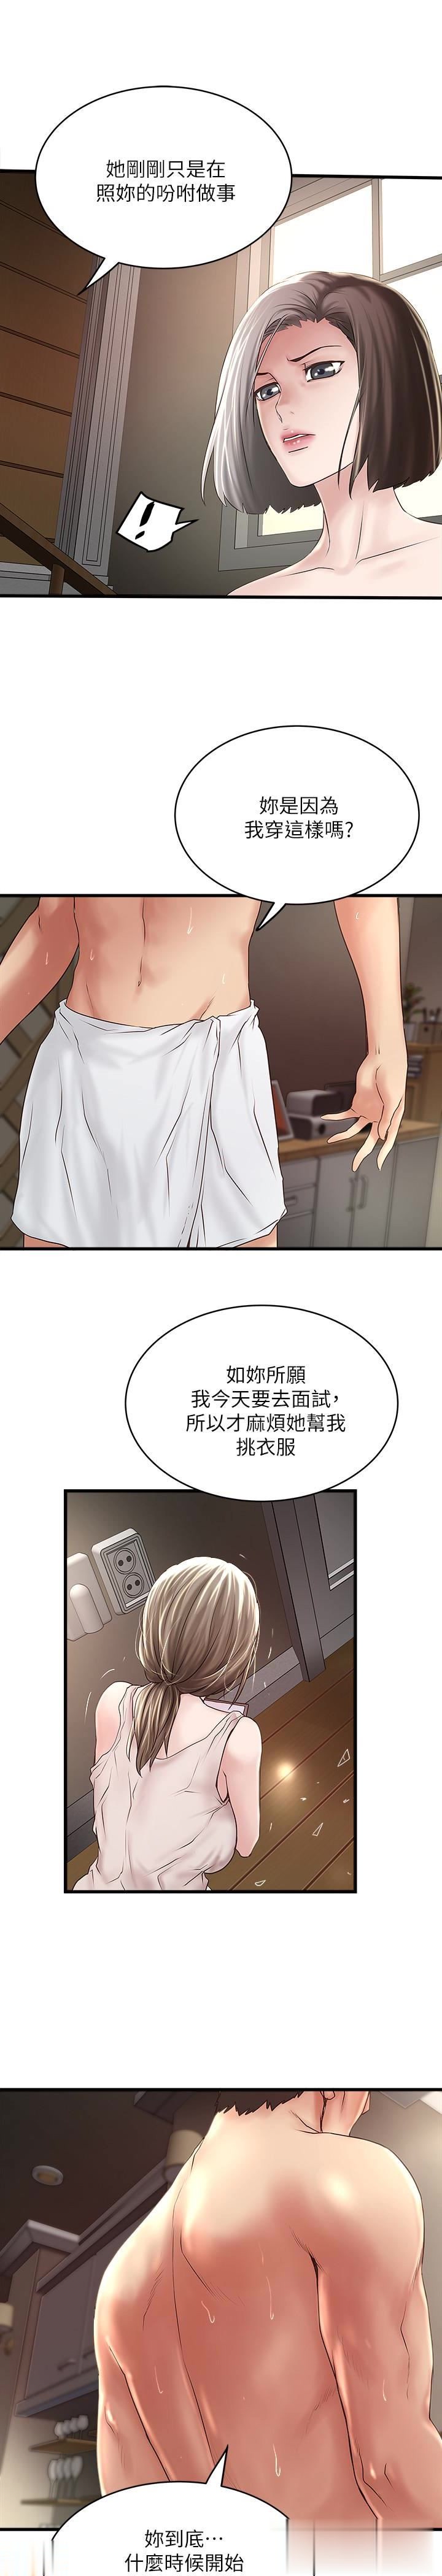 她剛剛只是在
照妳的吩咐做事
!
妳是因為
我穿這樣嗎?
如妳所願
我今天要去面試,
所以才麻煩她幫我
挑衣服
妳到底…
什麼時候開始